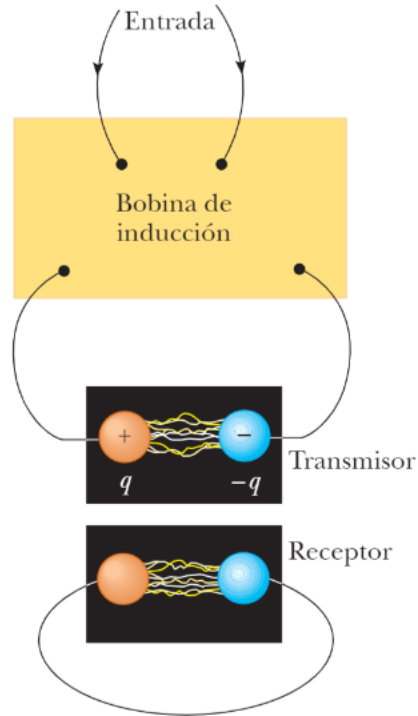 Entrada
Bobina de
inducción
+
−
Transmisor
q
−q
Receptor